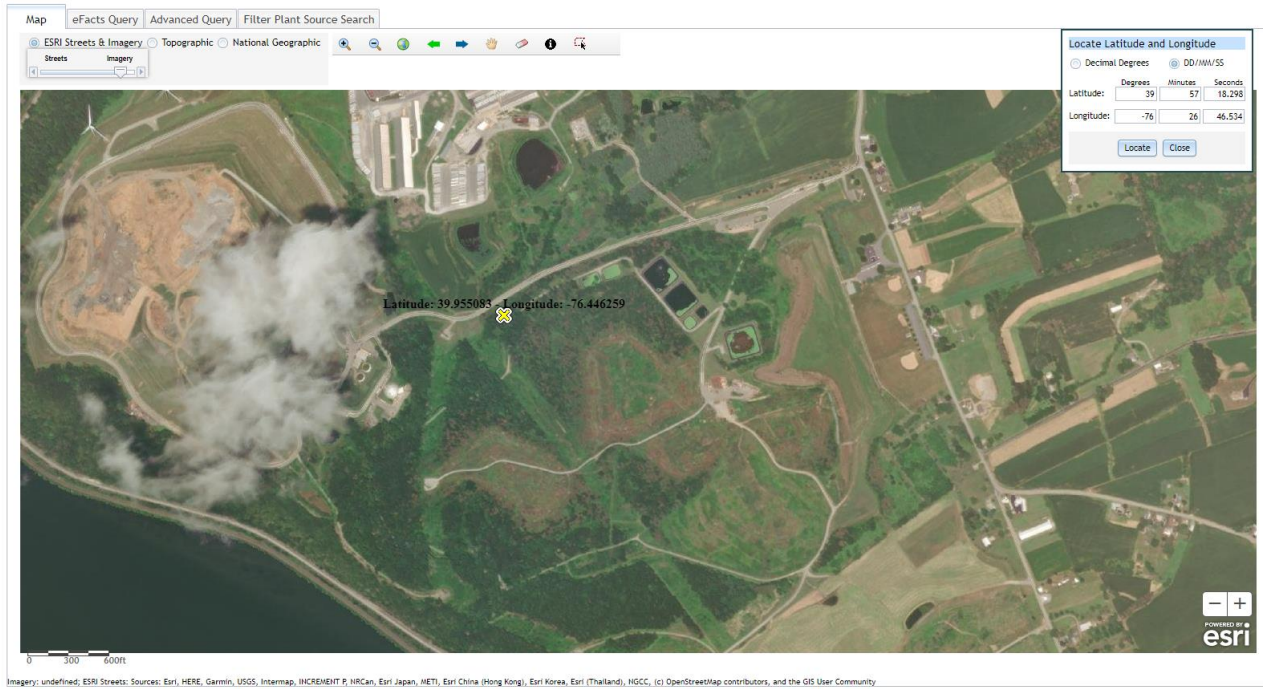 Map eFacts Query Advanced Query Filter Plant Source Search
ESRI Streets & Imagery Topographic National Geographic
Streets Imagery
Locate Latitude and Longitude
Decimal Degrees DD/MM/SS
Degrees Minutes Seconds
Latitude: 39 57 18.298
Longitude: -76 26 46.534
Locate Close
Latitude: 39.955083 - Longitude: -76.446259
POWERED BY
esri
0 300 600ft
Imagery: undefined; ESRI Streets: Sources: Esri, HERE, Garmin, USGS, Intermap, INCREMENT P, NRCan, Esri Japan, METI, Esri China (Hong Kong), Esri Korea, Esri (Thailand), NGCC, (c) OpenStreetMap contributors, and the GIS User Community